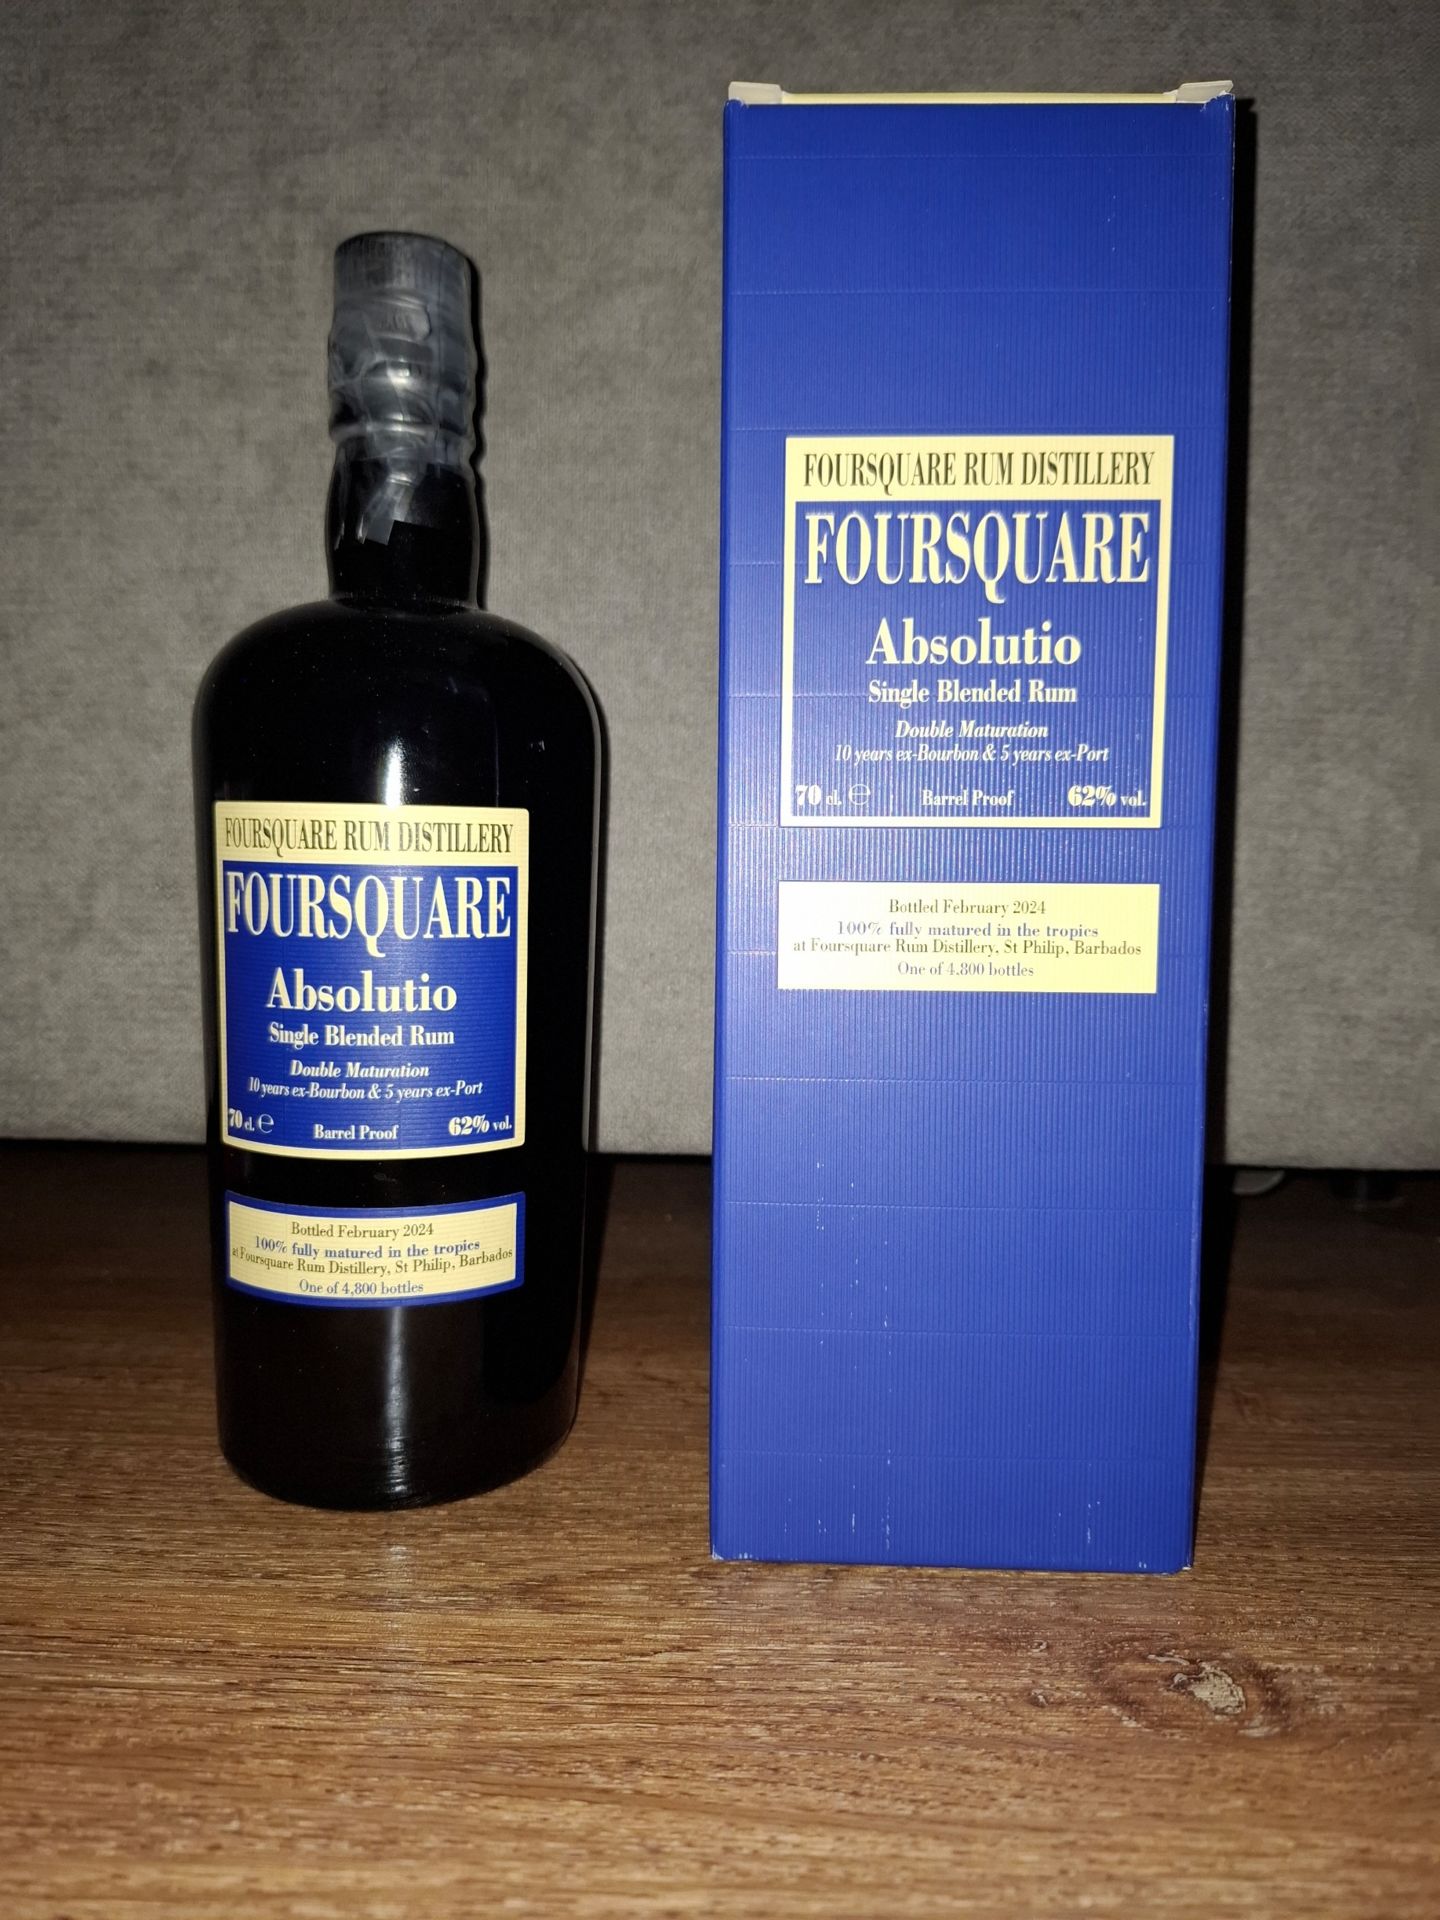 FOURSQUARE RUM DISTILLERY
FOURSQUARE
Absolutio
Single Blended Rum
Double Maturation
10 years ex-Bourbon & 5 years ex-Port
70 cl. ℮ Barrel Proof 62% vol.
Bottled February 2024
100% fully matured in the tropics
at Foursquare Rum Distillery, St Philip, Barbados
One of 4,800 bottles
FOURSQUARE RUM DISTILLERY
FOURSQUARE
Absolutio
Single Blended Rum
Double Maturation
10 years ex-Bourbon & 5 years ex-Port
70 cl. ℮ Barrel Proof 62% vol.
Bottled February 2024
100% fully matured in the tropics
at Foursquare Rum Distillery, St Philip, Barbados
One of 4.800 bottles